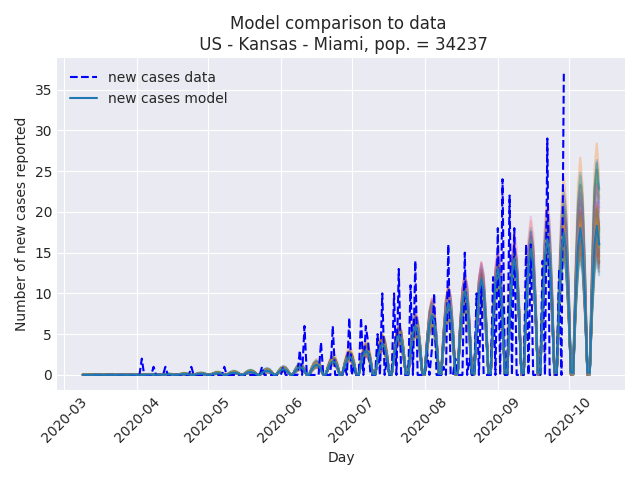 Model comparison to data
US - Kansas - Miami, pop. = 34237
new cases data
new cases model
Number of new cases reported
35
30
25
20
15
10
5
0
2020-03
2020-04
2020-05
2020-06
2020-07
2020-08
2020-09
2020-10
Day